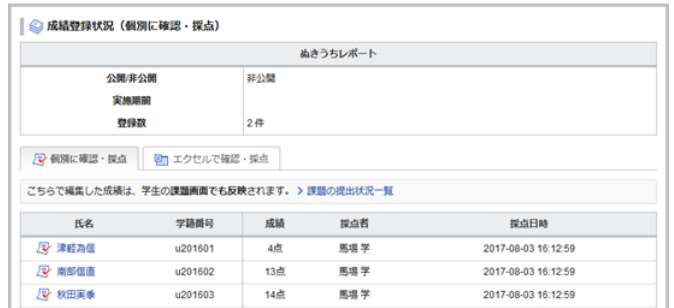 成績登録状況（個別に確認・採点）
ぬきうちレポート
公開/非公開 非公開
実施期間
登録数 2 件
個別に確認・採点 エクセルで確認・採点
こちらで編集した成績は、学生の課題画面でも反映されます。 課題の提出状況一覧
氏名 学籍番号 成績 採点者 採点日時
津軽為信 u201601 4点 馬場 学 2017-08-03 16:12:59
南部信直 u201602 13点 馬場 学 2017-08-03 16:12:59
秋田実季 u201603 14点 馬場 学 2017-08-03 16:12:59